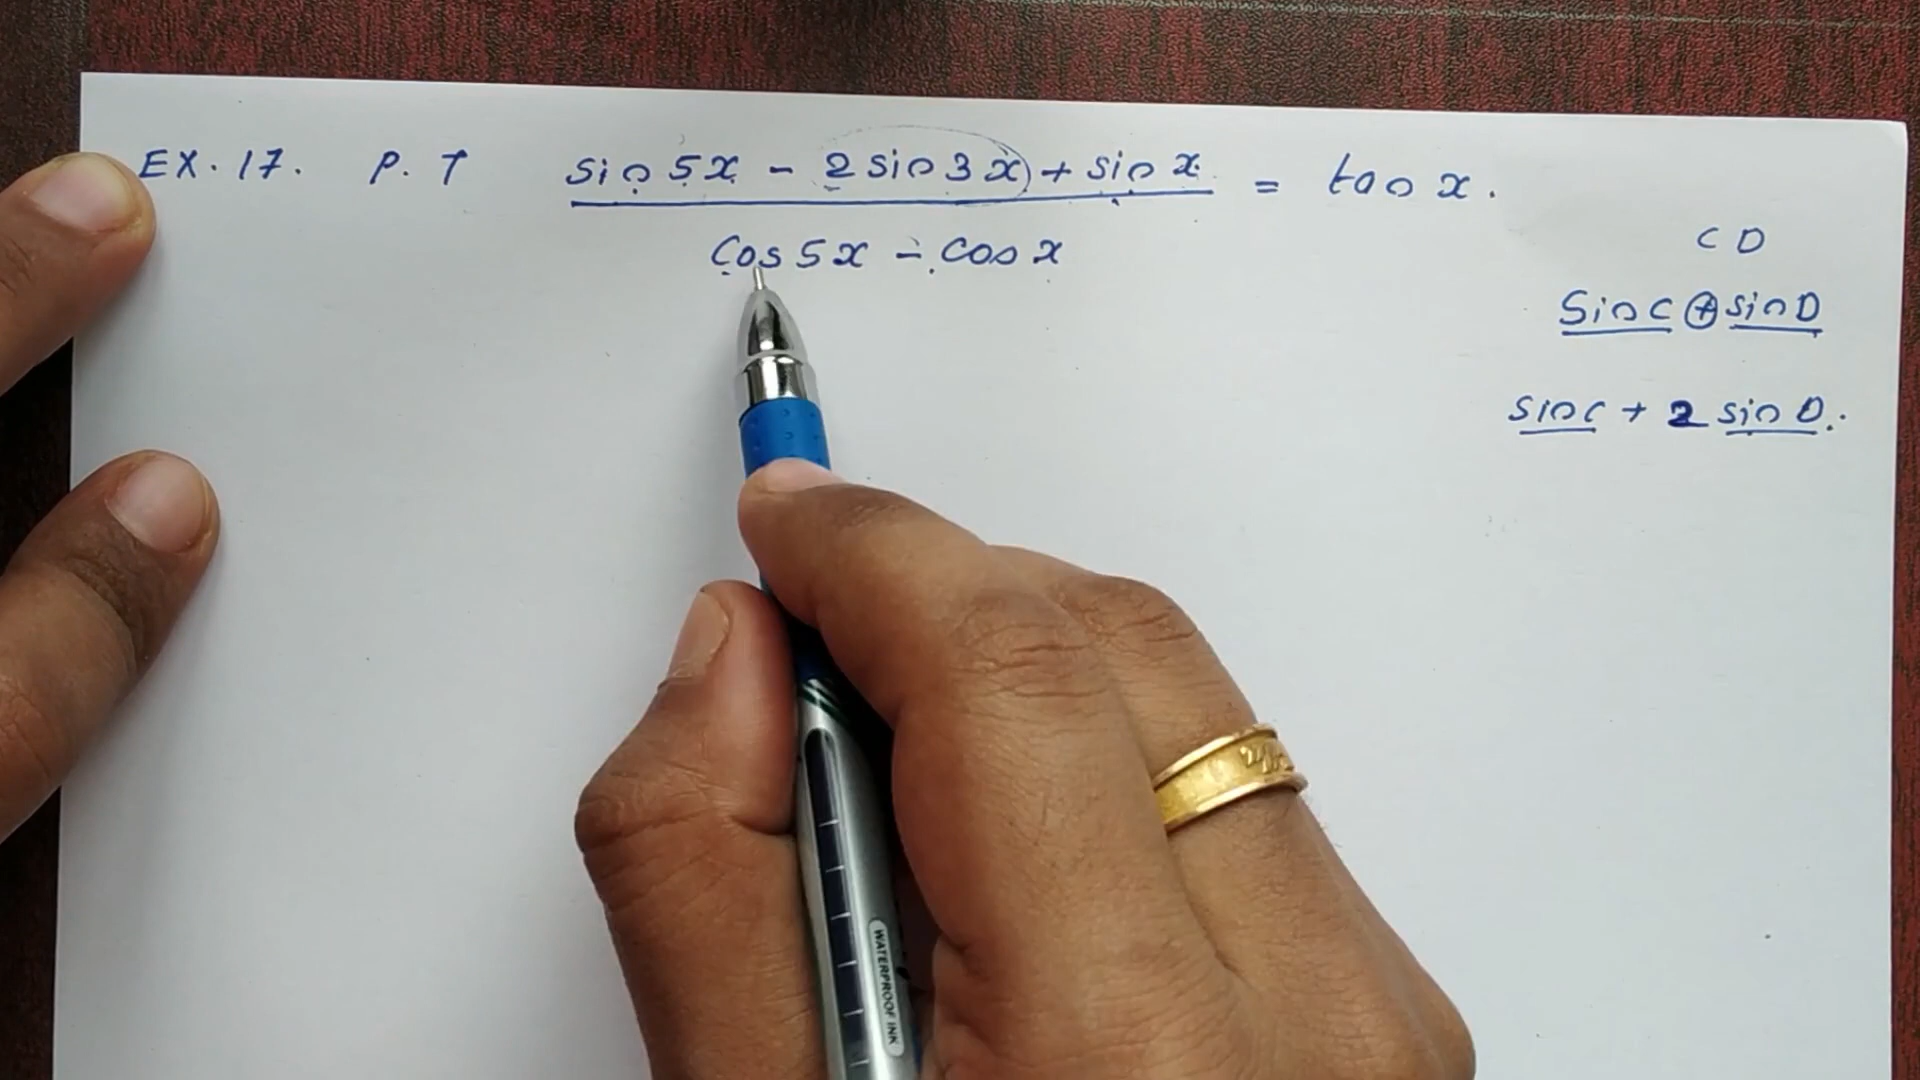 EX. 17. P. T sin 5x - 2 sin 3x + sin x = tan x.
cos 5x - cos x
C D
Sin C + sin D
sin C + 2 sin D.
WATERPROOF INK